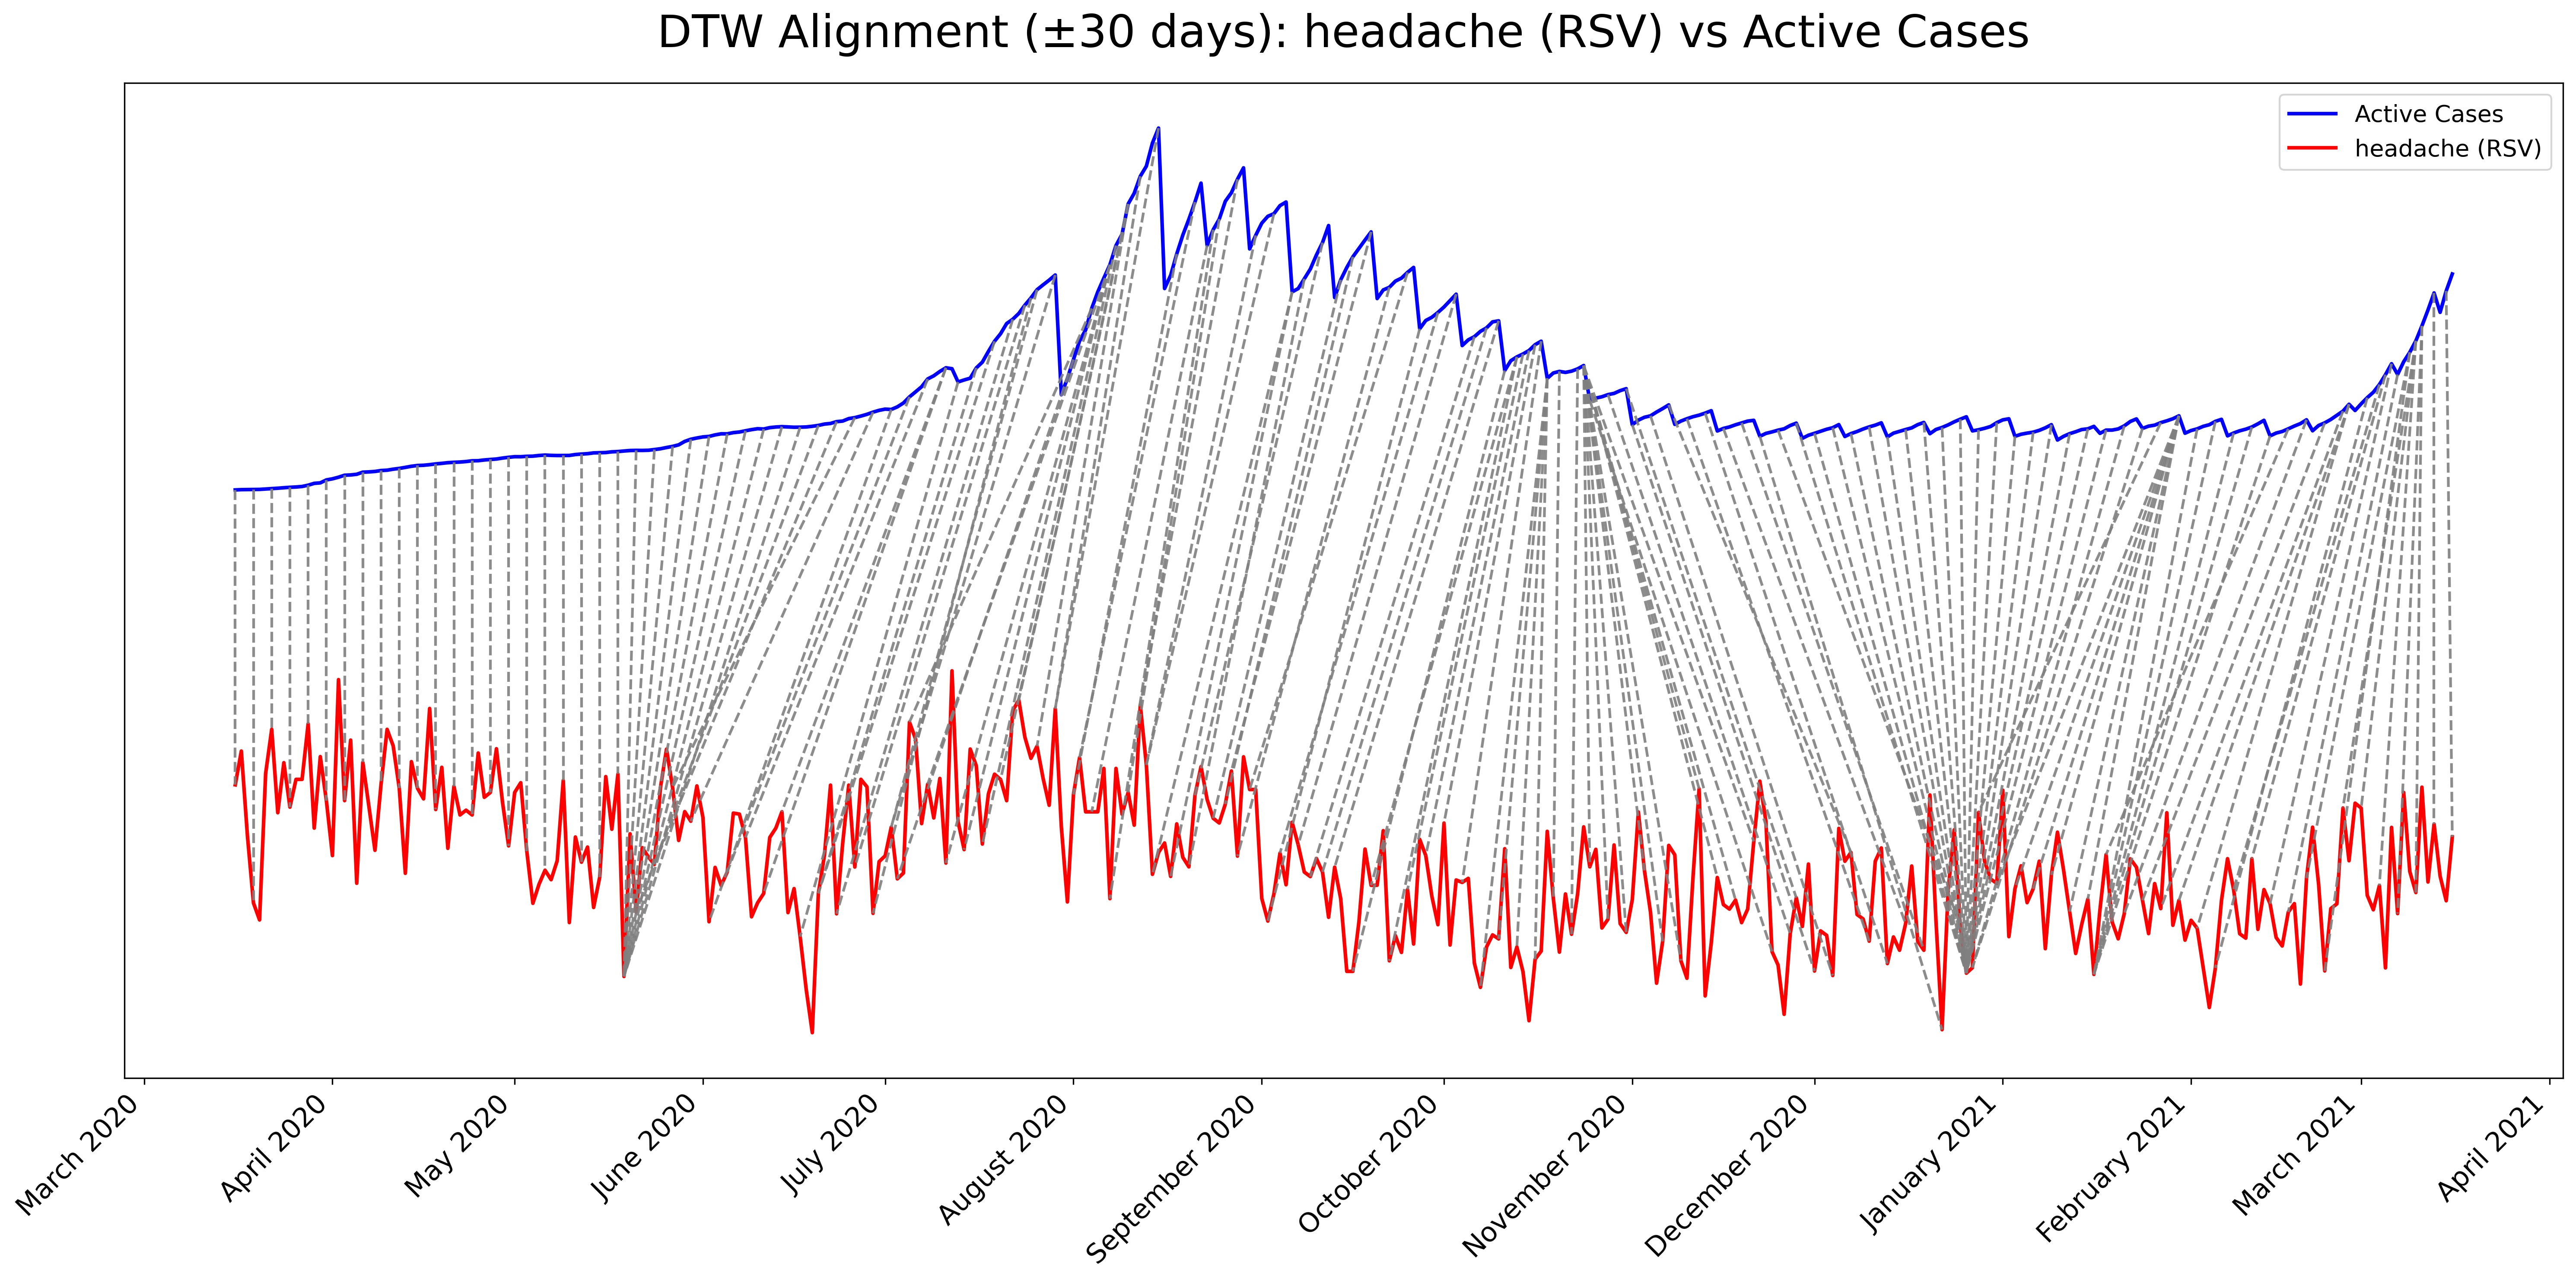 DTW Alignment (±30 days): headache (RSV) vs Active Cases
Active Cases
headache (RSV)
March 2020
April 2020
May 2020
June 2020
July 2020
August 2020
September 2020
October 2020
November 2020
December 2020
January 2021
February 2021
March 2021
April 2021